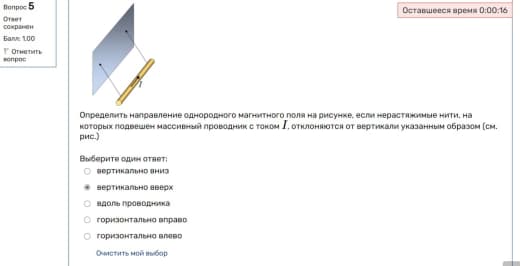 Вопрос 5
Ответ
сохранен
Балл: 1,00
Отметить
вопрос
Оставшееся время 0:00:16
I
Определить направление однородного магнитного поля на рисунке, если нерастяжимые нити, на
которых подвешен массивный проводник с током I, отклоняются от вертикали указанным образом (см.
рис.)
Выберите один ответ:
вертикально вниз
вертикально вверх
вдоль проводника
горизонтально вправо
горизонтально влево
Очистить мой выбор